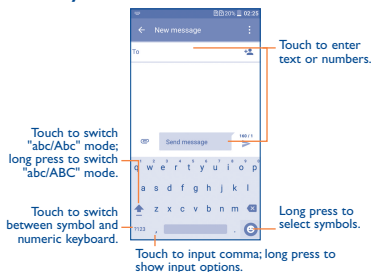 20% 02:25
New message
To
Touch to enter
text or numbers.
160 / 1
Send message
Touch to switch
"abc/Abc" mode;
long press to switch
"abc/ABC" mode.
q w e r t y u i o p
a s d f g h j k l
z x c v b n m
?123 , .
Touch to switch
between symbol and
numeric keyboard.
Long press to
select symbols.
Touch to input comma; long press to
show input options.